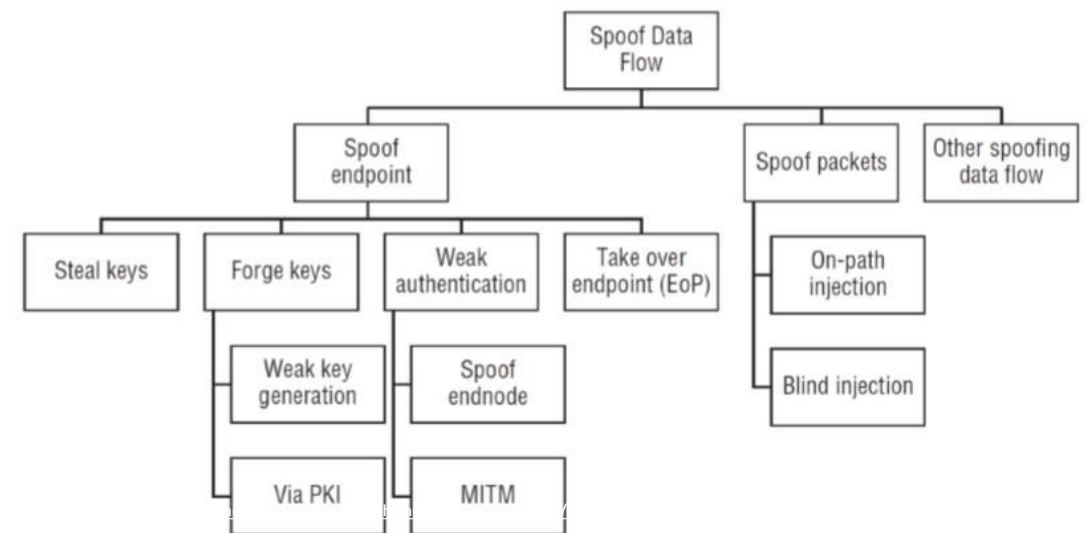 Spoof Data
Flow
Spoof
endpoint
Spoof packets
Other spoofing
data flow
Steal keys
Forge keys
Weak
authentication
Take over
endpoint (EoP)
On-path
injection
Weak key
generation
Spoof
endnode
Blind injection
Via PKI
MITM